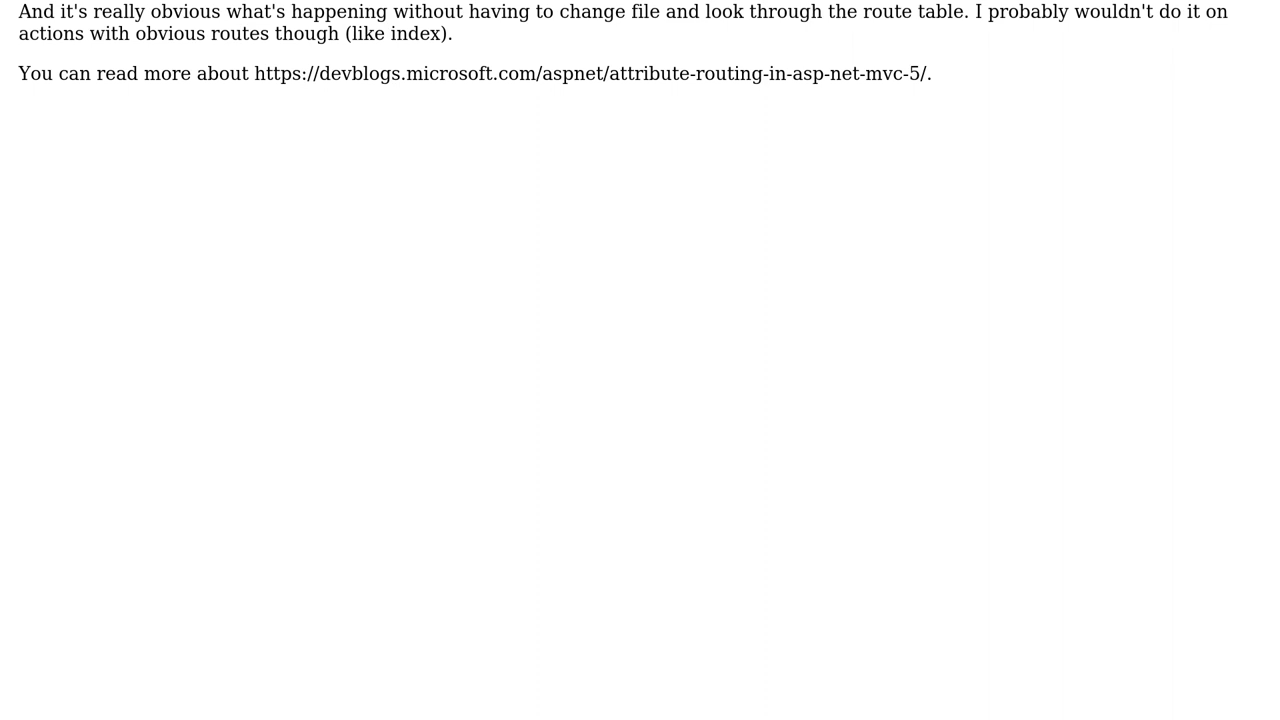 And it's really obvious what's happening without having to change file and look through the route table. I probably wouldn't do it on
actions with obvious routes though (like index).
You can read more about https://devblogs.microsoft.com/aspnet/attribute-routing-in-asp-net-mvc-5/.